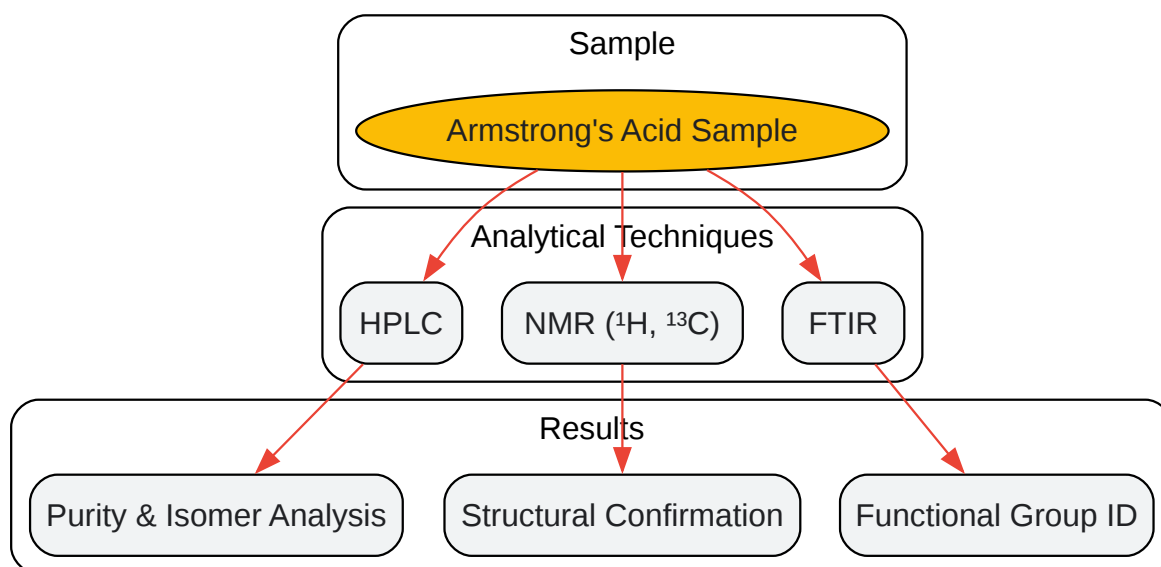 Sample
Armstrong's Acid Sample
Analytical Techniques
HPLC
NMR (¹H, ¹³C)
FTIR
Results
Purity & Isomer Analysis
Structural Confirmation
Functional Group ID